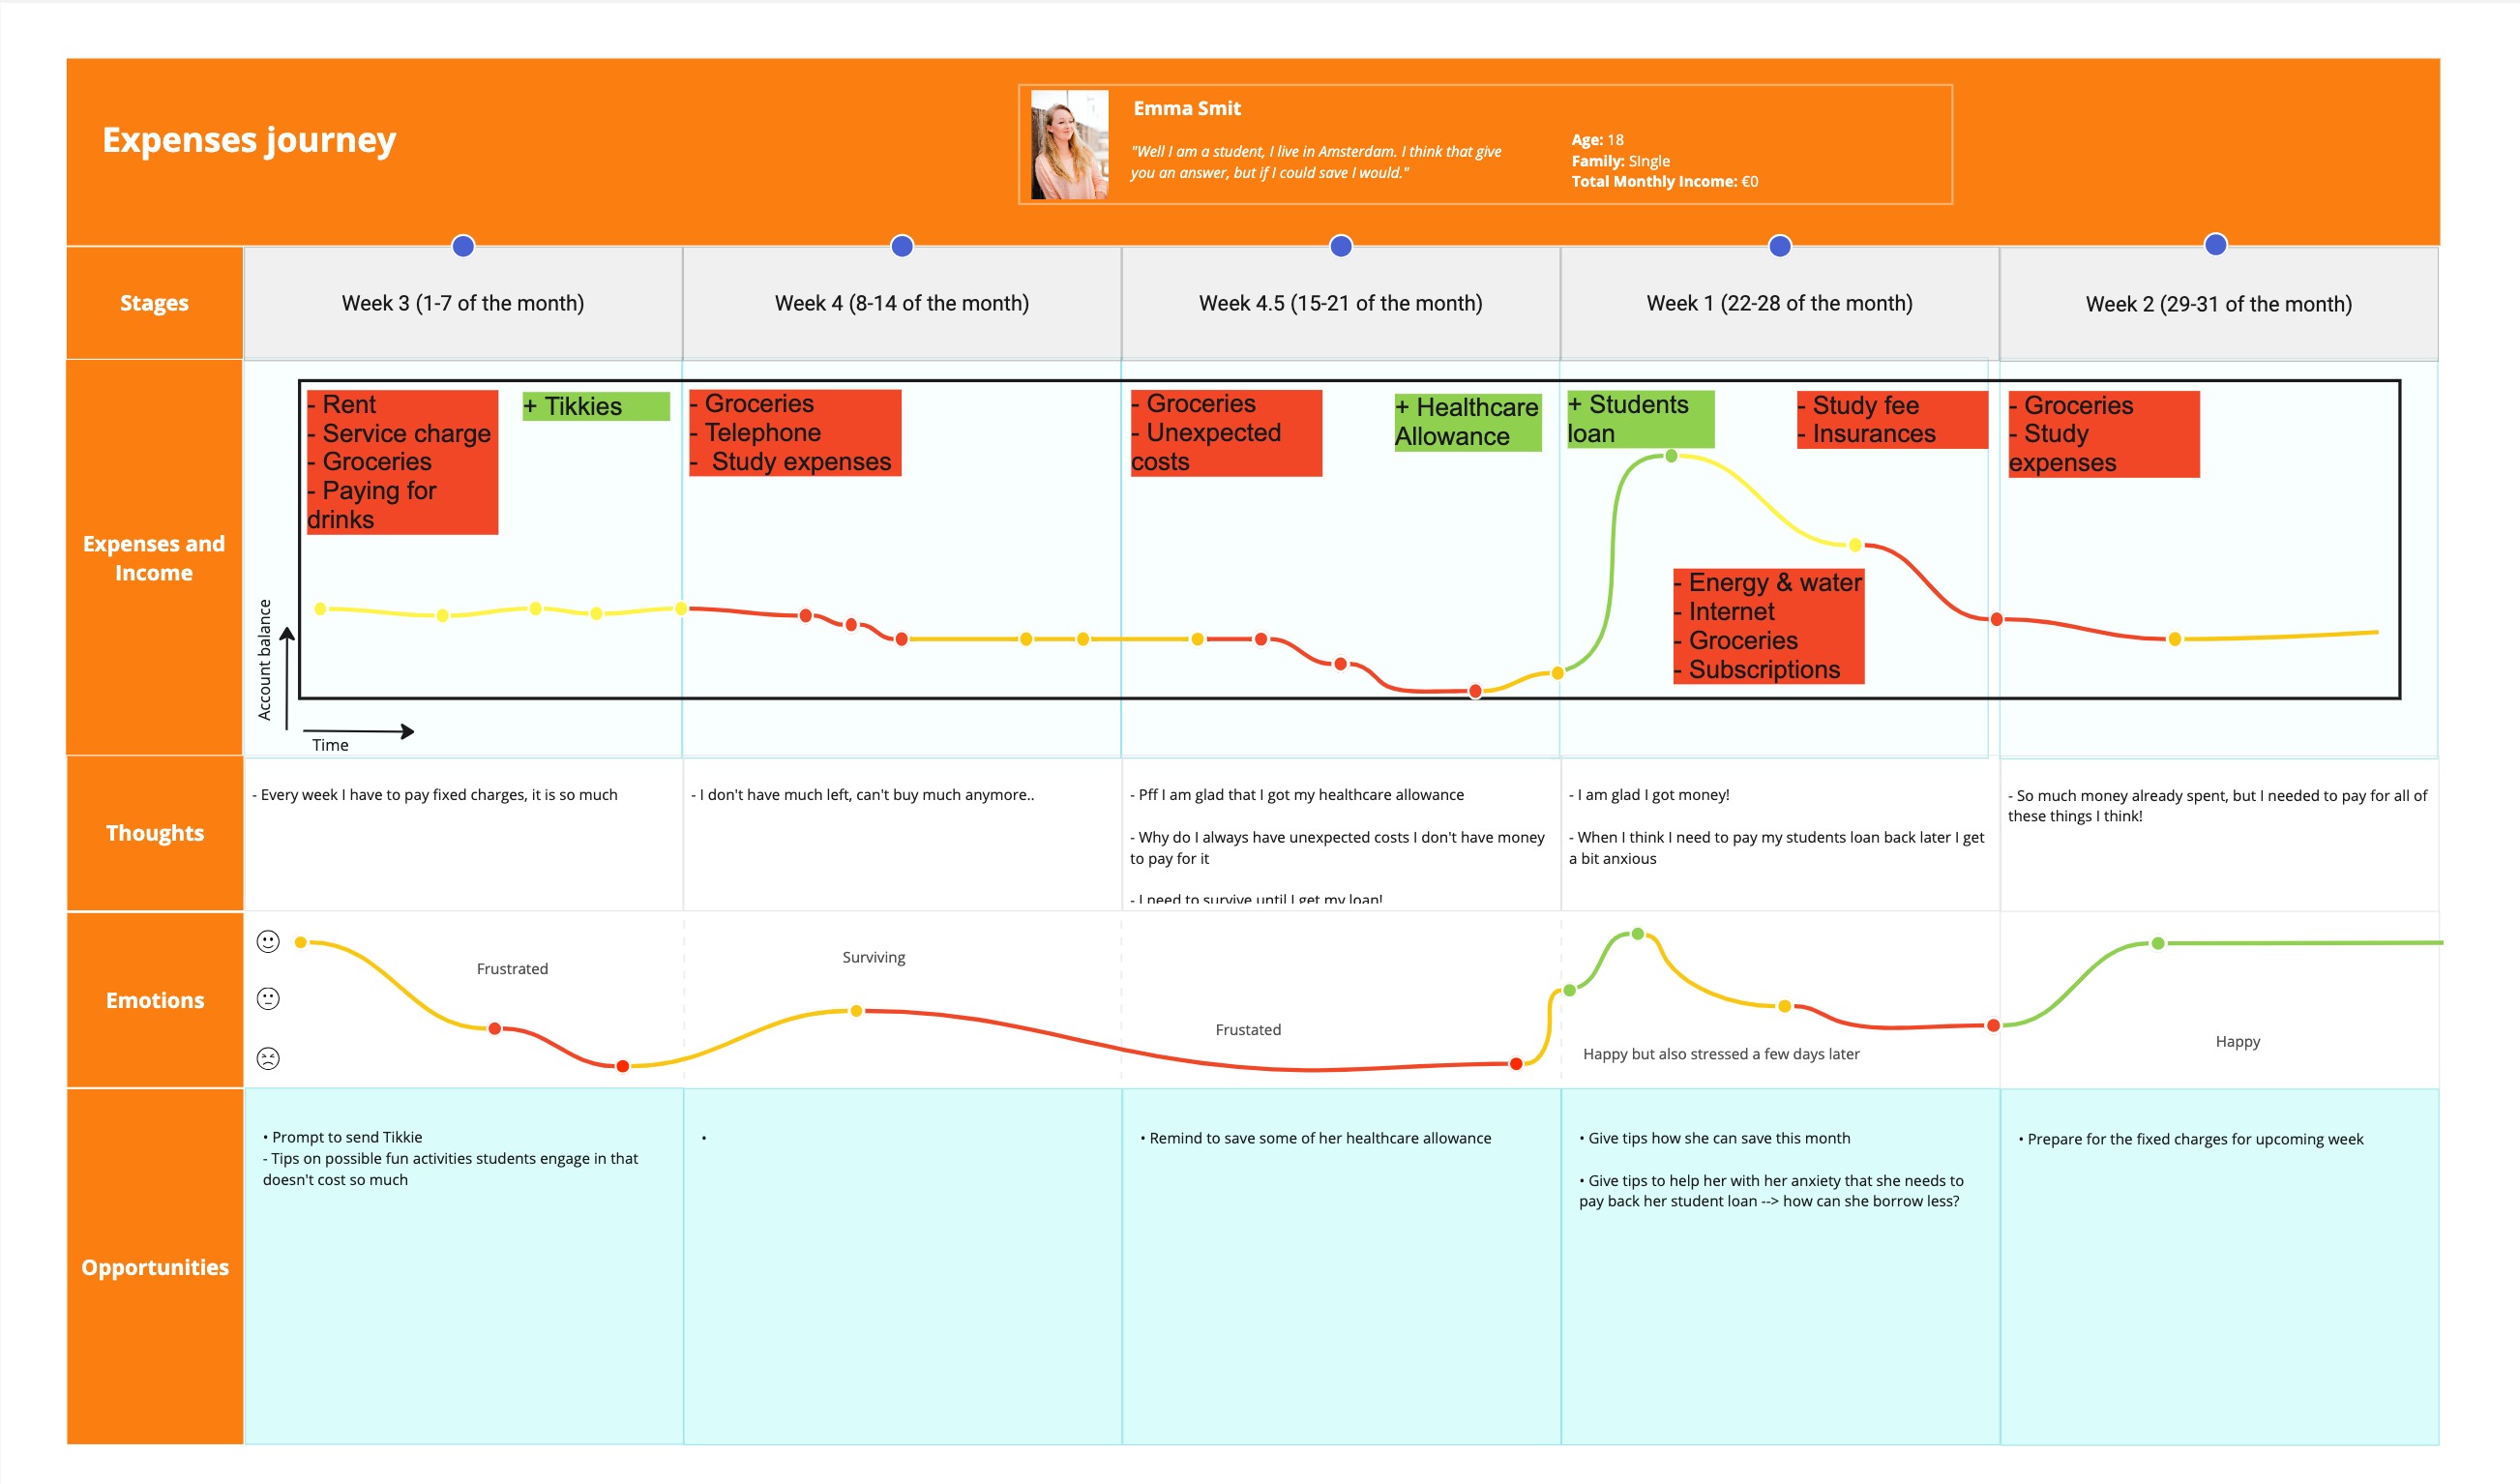 Expenses journey
Emma Smit
"Well I am a student, I live in Amsterdam. I think that give
you an answer, but if I could save I would."
Age: 18
Family: SIngle
Total Monthly Income: €0
Stages
Week 3 (1-7 of the month)
Week 4 (8-14 of the month)
Week 4.5 (15-21 of the month)
Week 1 (22-28 of the month)
Week 2 (29-31 of the month)
Expenses and
Income
- Rent
- Service charge
- Groceries
- Paying for
drinks
+ Tikkies
- Groceries
- Telephone
- Study expenses
- Groceries
- Unexpected
costs
+ Healthcare
Allowance
+ Students
loan
- Study fee
- Insurances
- Energy & water
- Internet
- Groceries
- Subscriptions
- Groceries
- Study
expenses
Account balance
Time
Thoughts
- Every week I have to pay fixed charges, it is so much
- I don't have much left, can't buy much anymore..
- Pff I am glad that I got my healthcare allowance
- Why do I always have unexpected costs I don't have money
to pay for it
- I need to survive until I get my loan!
- I am glad I got money!
- When I think I need to pay my students loan back later I get
a bit anxious
- So much money already spent, but I needed to pay for all of
these things I think!
Emotions
Frustrated
Surviving
Frustated
Happy but also stressed a few days later
Happy
Opportunities
• Prompt to send Tikkie
- Tips on possible fun activities students engage in that
doesn't cost so much
•
• Remind to save some of her healthcare allowance
• Give tips how she can save this month
• Give tips to help her with her anxiety that she needs to
pay back her student loan --> how can she borrow less?
• Prepare for the fixed charges for upcoming week